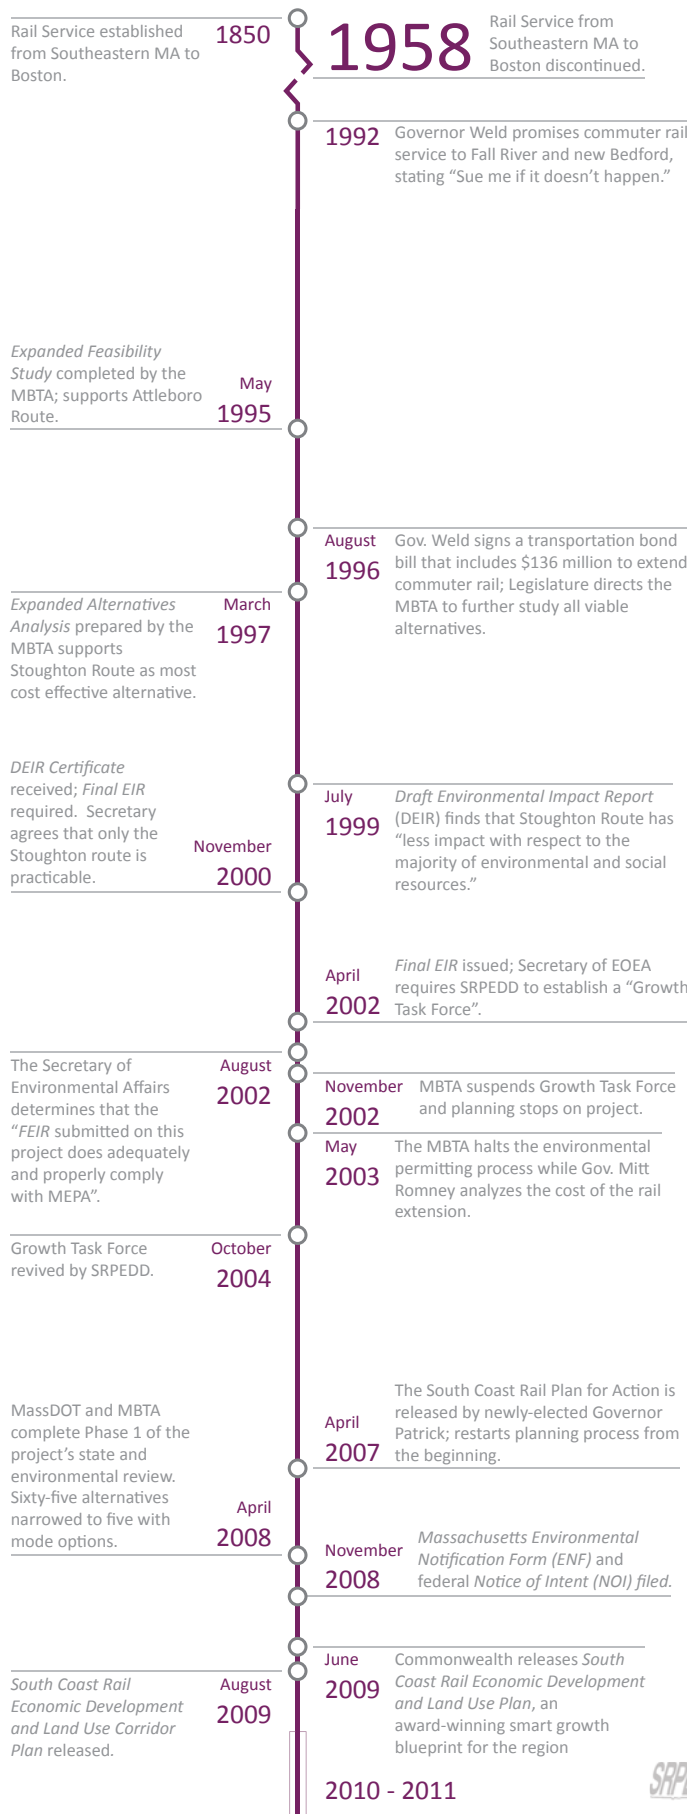 Rail Service established
from Southeastern MA to
Boston.
1850
1958
Rail Service from
Southeastern MA to
Boston discontinued.
1992
Governor Weld promises commuter rail
service to Fall River and new Bedford,
stating “Sue me if it doesn’t happen.”
Expanded Feasibility
Study completed by the
MBTA; supports Attleboro
Route.
May
1995
August
1996
Gov. Weld signs a transportation bond
bill that includes $136 million to extend
commuter rail; Legislature directs the
MBTA to further study all viable
alternatives.
Expanded Alternatives
Analysis prepared by the
MBTA supports
Stoughton Route as most
cost effective alternative.
March
1997
July
1999
Draft Environmental Impact Report
(DEIR) finds that Stoughton Route has
“less impact with respect to the
majority of environmental and social
resources.”
DEIR Certificate
received; Final EIR
required. Secretary
agrees that only the
Stoughton route is
practicable.
November
2000
April
2002
Final EIR issued; Secretary of EOEA
requires SRPEDD to establish a “Growth
Task Force”.
The Secretary of
Environmental Affairs
determines that the
“FEIR submitted on this
project does adequately
and properly comply
with MEPA”.
August
2002
November
2002
MBTA suspends Growth Task Force
and planning stops on project.
May
2003
The MBTA halts the environmental
permitting process while Gov. Mitt
Romney analyzes the cost of the rail
extension.
Growth Task Force
revived by SRPEDD.
October
2004
April
2007
The South Coast Rail Plan for Action is
released by newly-elected Governor
Patrick; restarts planning process from
the beginning.
MassDOT and MBTA
complete Phase 1 of the
project’s state and
environmental review.
Sixty-five alternatives
narrowed to five with
mode options.
April
2008
November
2008
Massachusetts Environmental
Notification Form (ENF) and
federal Notice of Intent (NOI) filed.
June
2009
Commonwealth releases South
Coast Rail Economic Development
and Land Use Plan, an
award-winning smart growth
blueprint for the region
South Coast Rail
Economic Development
and Land Use Corridor
Plan released.
August
2009
2010 - 2011